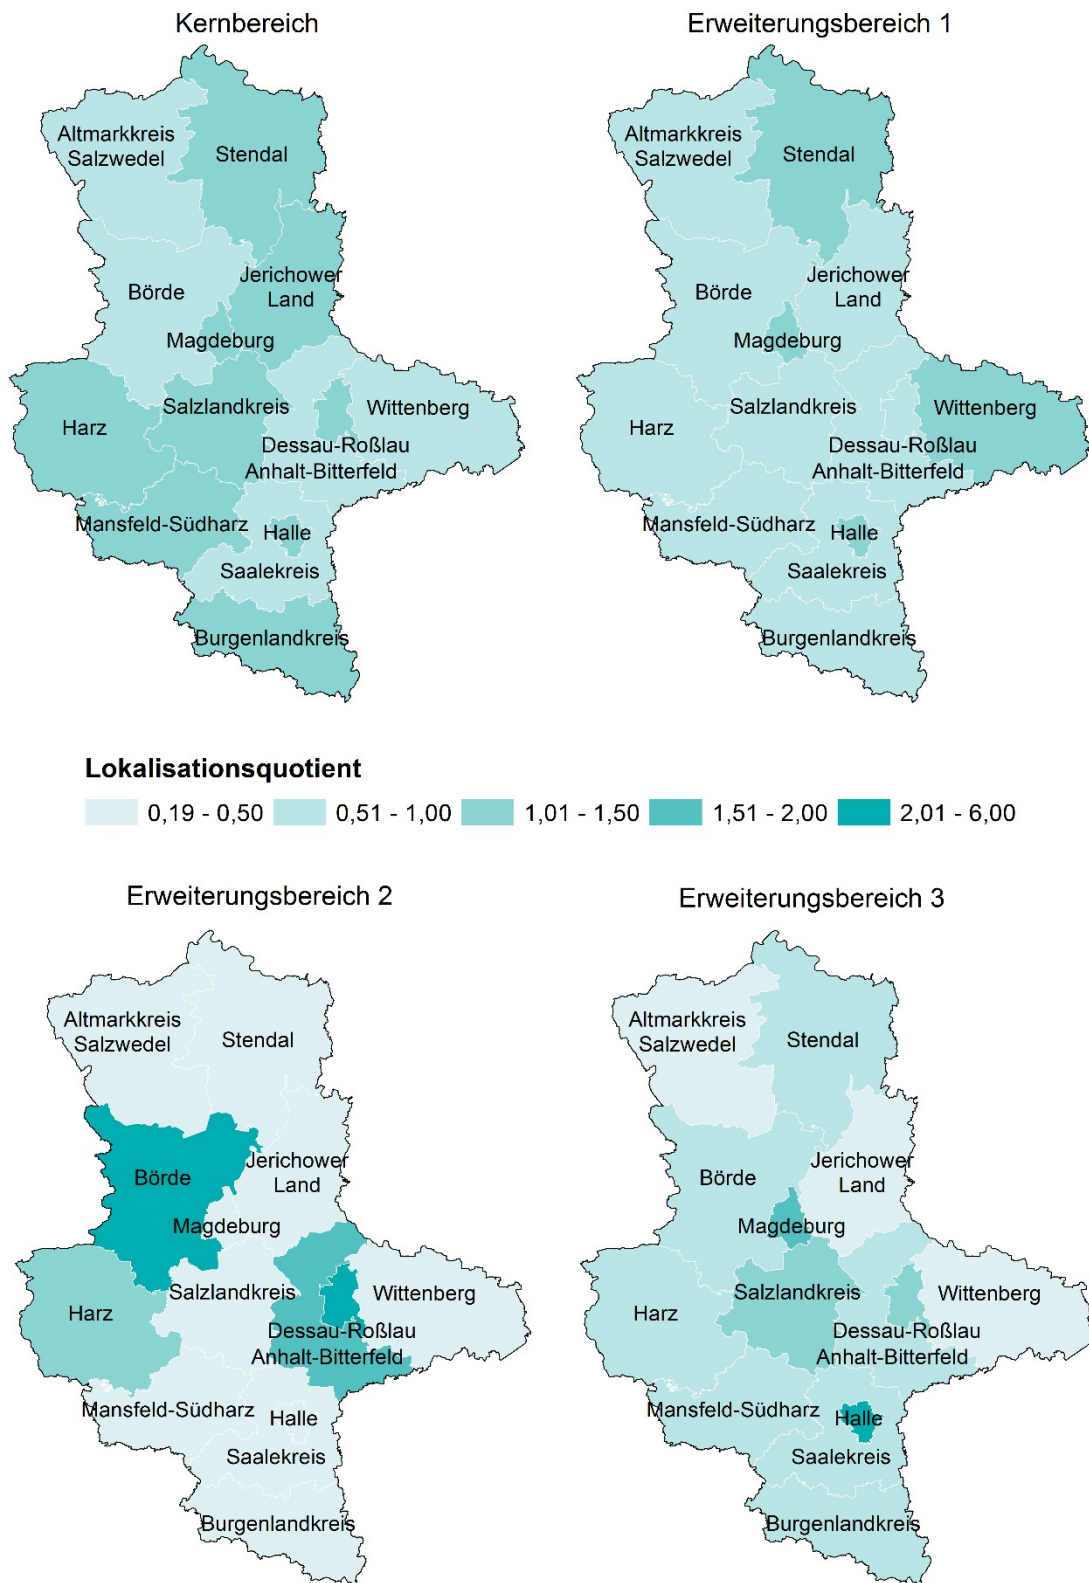 Kernbereich
Altmarkkreis
Salzwedel
Stendal
Börde
Jerichower
Land
Magdeburg
Harz
Salzlandkreis
Wittenberg
Dessau-Roßlau
Anhalt-Bitterfeld
Mansfeld-Südharz
Halle
Saalekreis
Burgenlandkreis
Erweiterungsbereich 1
Altmarkkreis
Salzwedel
Stendal
Börde
Jerichower
Land
Magdeburg
Harz
Salzlandkreis
Wittenberg
Dessau-Roßlau
Anhalt-Bitterfeld
Mansfeld-Südharz
Halle
Saalekreis
Burgenlandkreis
Lokalisationsquotient
0,19 - 0,50
0,51 - 1,00
1,01 - 1,50
1,51 - 2,00
2,01 - 6,00
Erweiterungsbereich 2
Altmarkkreis
Salzwedel
Stendal
Börde
Jerichower
Land
Magdeburg
Harz
Salzlandkreis
Wittenberg
Dessau-Roßlau
Anhalt-Bitterfeld
Mansfeld-Südharz
Halle
Saalekreis
Burgenlandkreis
Erweiterungsbereich 3
Altmarkkreis
Salzwedel
Stendal
Börde
Jerichower
Land
Magdeburg
Harz
Salzlandkreis
Wittenberg
Dessau-Roßlau
Anhalt-Bitterfeld
Mansfeld-Südharz
Halle
Saalekreis
Burgenlandkreis